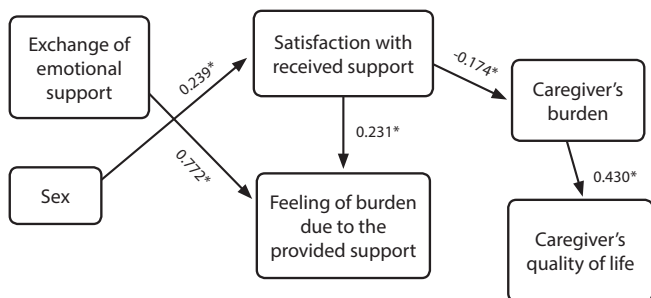 Exchange of
emotional
support
0.239*
Satisfaction with
received support
-0.174*
Caregiver's
burden
0.231*
0.772*
0.430*
Sex
Feeling of burden
due to the
provided support
Caregiver's
quality of life